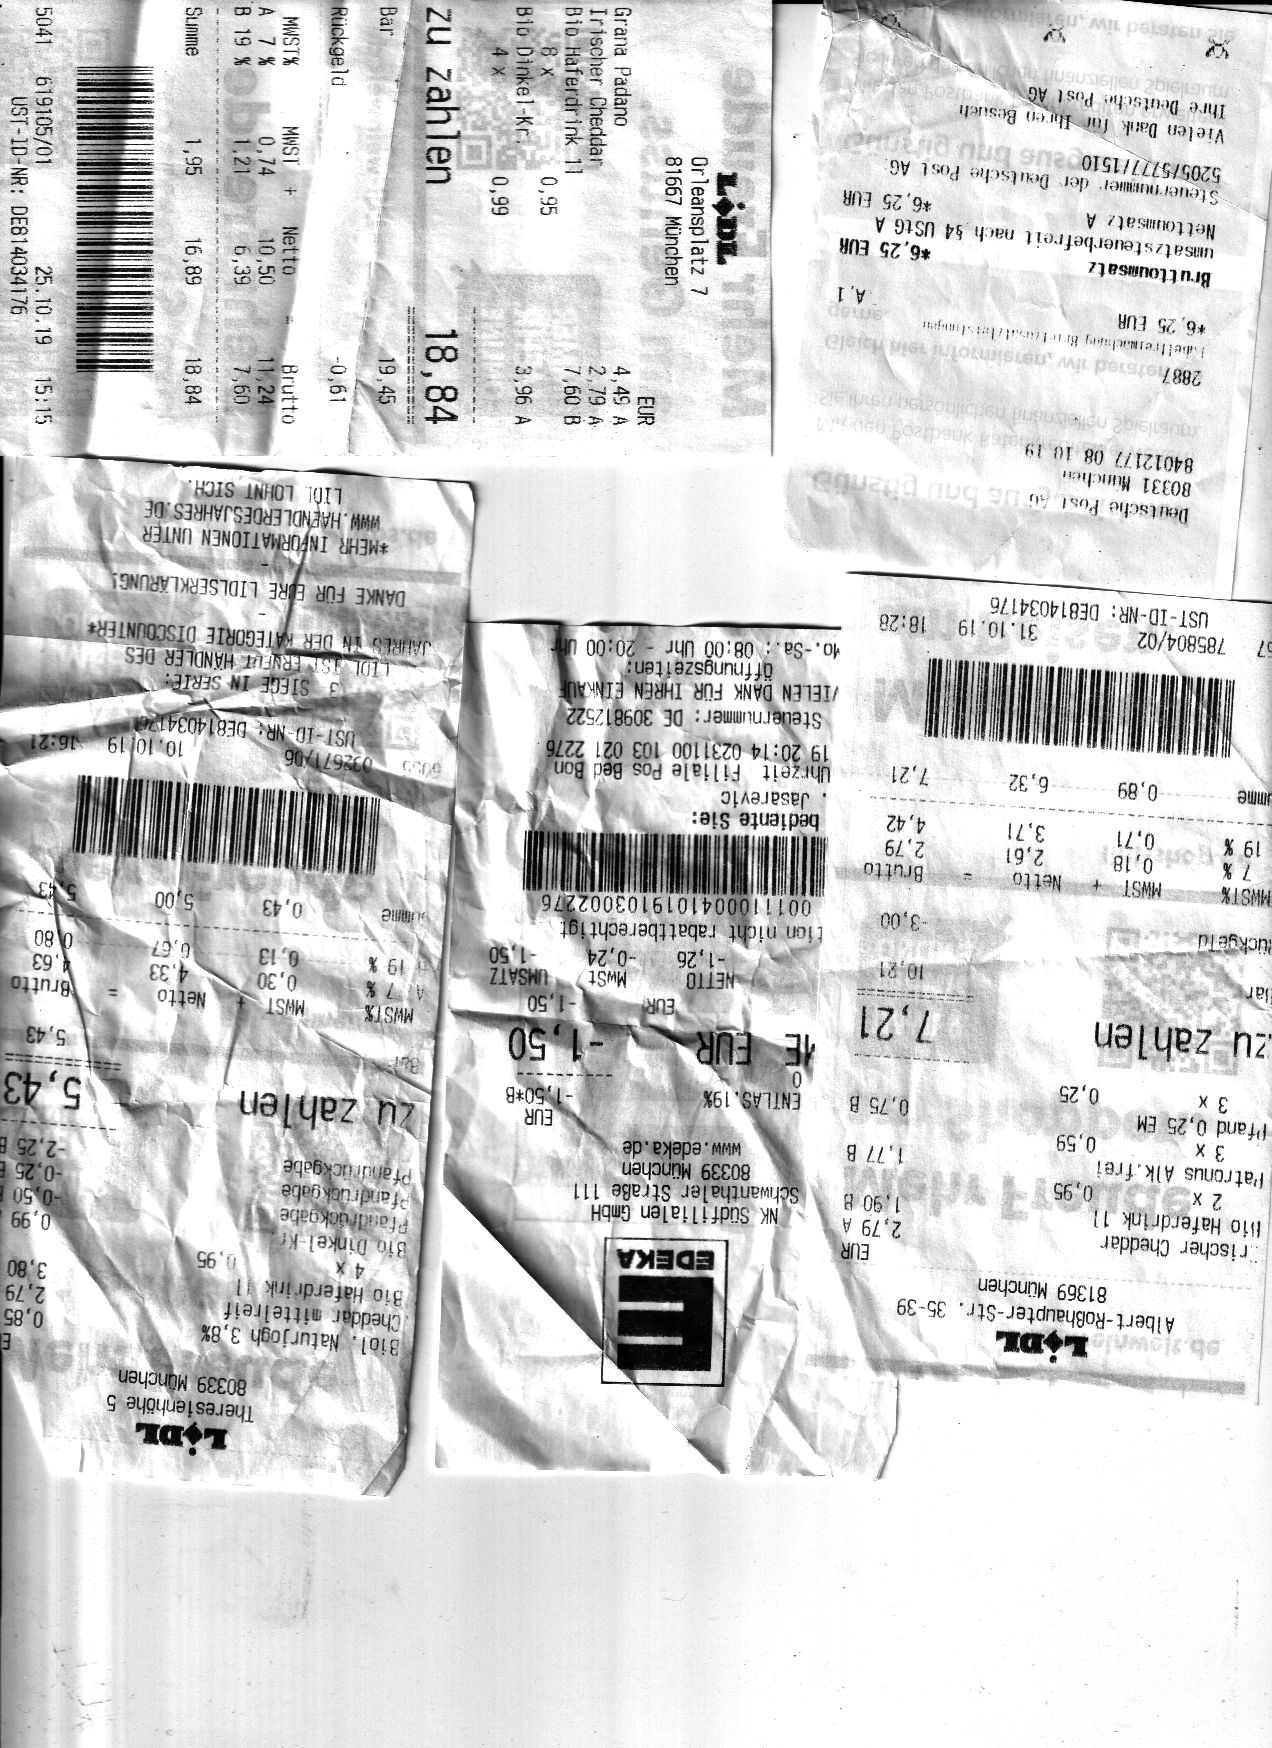 LIDL
Orleansplatz 7
81667 München
EUR
Grana Padano 4,49 A
Irischer Cheddar 2,79 A
Bio Haferdrink 1l 7,60 B
8 x 0,95
Bio Dinkel-Kr. 3,96 A
4 x 0,99
zu zahlen 18,84
Bar 19,45
Rückgeld -0,61
MWST% MWST + Netto = Brutto
A 7 % 0,74 10,50 11,24
B 19 % 1,21 6,39 7,60
Summe 1,95 16,89 18,84
5041 619105/01 25.10.19 15:15
UST-ID-NR: DE814034176
Deutsche Post AG
80331 München
84012177 08 10 19
2887
*6,25 EUR
A,1
Bruttoumsatz *6,25 EUR
umsatzsteuerbefreit nach §4 UStG A
Nettoumsatz A *6,25 EUR
Steuernummer der Deutsche Post AG
5205/5777/1510
Vielen Dank für Ihren Besuch
Ihre Deutsche Post AG
LIDL
Theresienhöhe 5
80339 München
Biol. Naturjogh 3,8% 0,85
Cheddar mittelreif 2,79
Bio Haferdrink 1l 3,80
4 x 0,95
Bio Dinkel-Kr. 0,99
Pfandrückgabe -0,50
Pfandrückgabe -0,25
Pfandrückgabe -2,25 B
zu zahlen 5,43
Bar 5,43
MWST% MWST + Netto = Brutto
A 7 % 0,30 4,33 4,63
B 19 % 0,13 0,67 0,80
Summe 0,43 5,00 5,43
032671/06 10.10.19 16:21
UST-ID-NR: DE814034176
3 SIEGE IN SERIE:
LIDL IST ERNEUT HÄNDLER DES
JAHRES IN DER KATEGORIE DISCOUNTER*
-
DANKE FÜR EURE LIDLSERKLÄRUNG!
-
*MEHR INFORMATIONEN UNTER
WWW.HAENDLERDESJAHRES.DE
LIDL LOHNT SICH.
EDEKA
NK Südfilialen GmbH
Schwanthaler Straße 111
80339 München
www.edeka.de
EUR
ENTLAS.19% -1,50*B
0
ME EUR -1,50
EUR -1,50
NETTO MwSt UMSATZ
-1,26 -0,24 -1,50
tion nicht rabattberechtigt
bediente Sie:
. Jasarevic
Uhrzeit Filiale Pos Bed Bon
19 20:14 0231100 103 021 2276
Steuernummer: DE 309812522
VIELEN DANK FÜR IHREN EINKAUF
Öffnungszeiten:
Mo.-Sa.: 08:00 Uhr - 20:00 Uhr
LIDL
Albert-Roßhaupter-Str. 35-39
81369 München
EUR
Irischer Cheddar 2,79 A
Bio Haferdrink 1l 1,90 B
2 x 0,95
Patronus Alk.frei 1,77 B
3 x 0,59
Pfand 0,25 EM 0,75 B
3 x 0,25
zu zahlen 7,21
Bar 10,21
Rückgeld -3,00
MWST% MWST + Netto = Brutto
7 % 0,18 2,61 2,79
19 % 0,71 3,71 4,42
umme 0,89 6,32 7,21
57 785804/02 31.10.19 18:28
UST-ID-NR: DE814034176